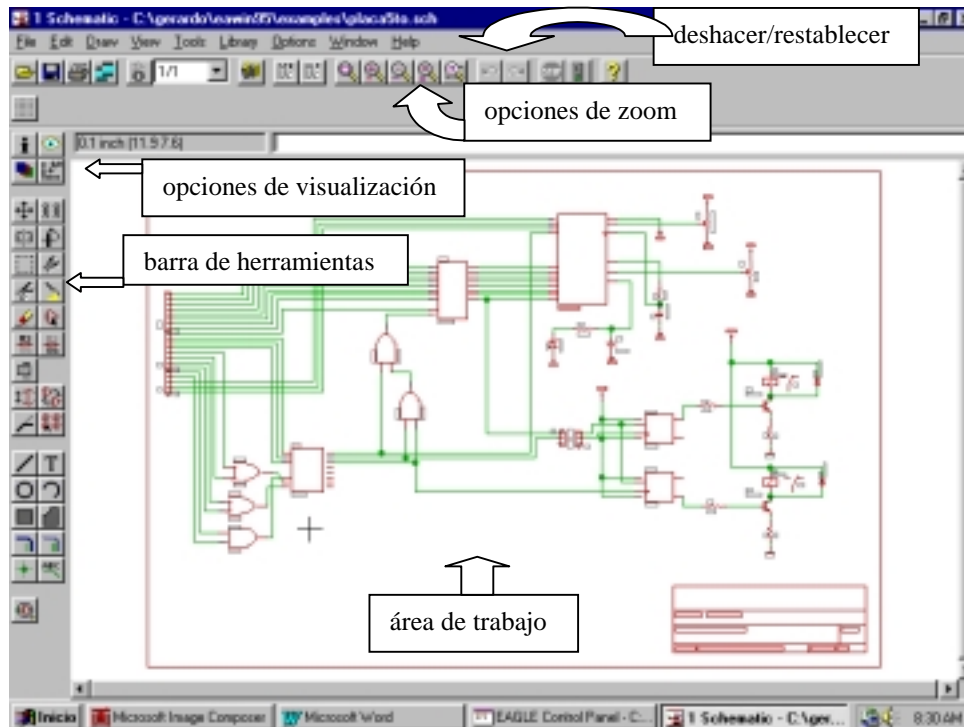 1 Schematic - C:\gerardo\eawin95\examples\placa5to.sch
File Edit Draw View Tools Library Options Window Help
deshacer/restablecer
1/1
opciones de zoom
0.1 inch (11.9 7.6)
opciones de visualización
barra de herramientas
área de trabajo
Inicio Microsoft Image Composer Microsoft Word EAGLE Control Panel - C:... 1 Schematic - C:\ger... 8:30 AM